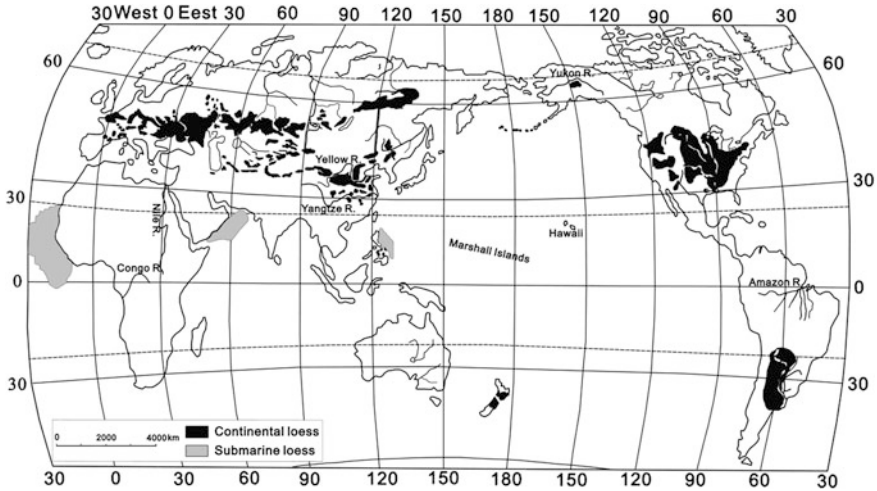 30 West 0 Eest 30 60 90 120 150 180 150 120 90 60 30
60 60
Yukon R.
Yellow R.
30 30
Yangtze R.
Nile R.
Hawaii
Marshall Islands
Congo R.
0 0
Amazon R.
30 30
Continental loess
0 2000 4000km
Submarine loess
30 0 30 60 90 120 150 180 150 120 90 60 30